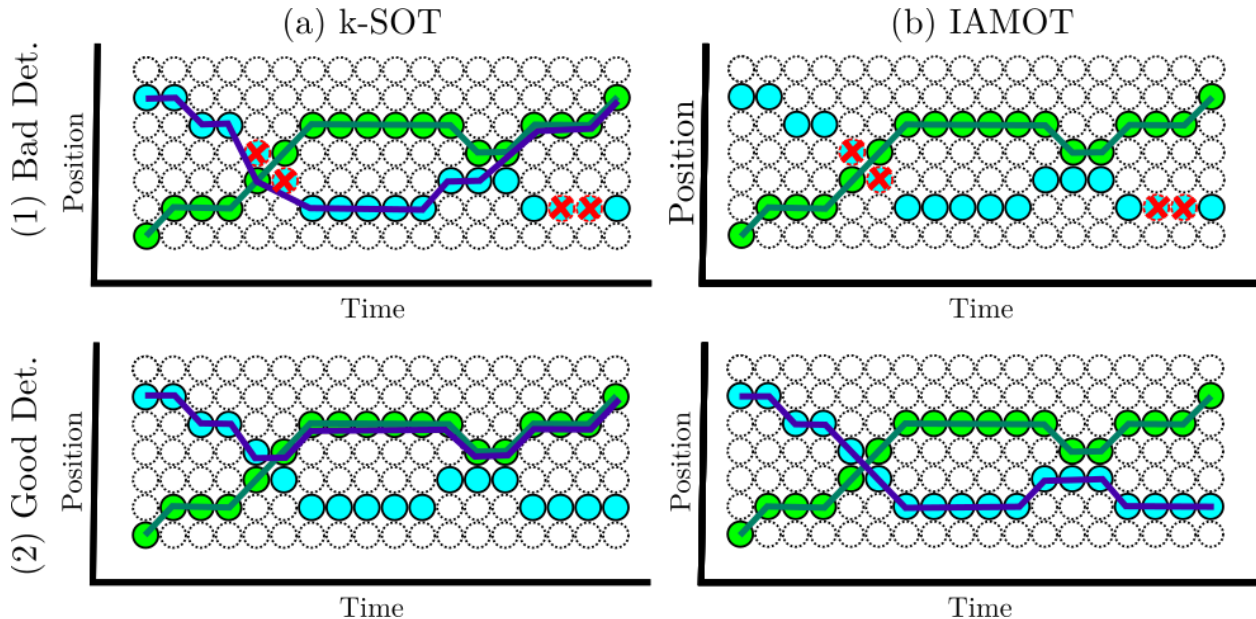 (a) k-SOT
(b) IAMOT
(1) Bad Det.
Position
Position
Time
Time
(2) Good Det.
Position
Position
Time
Time